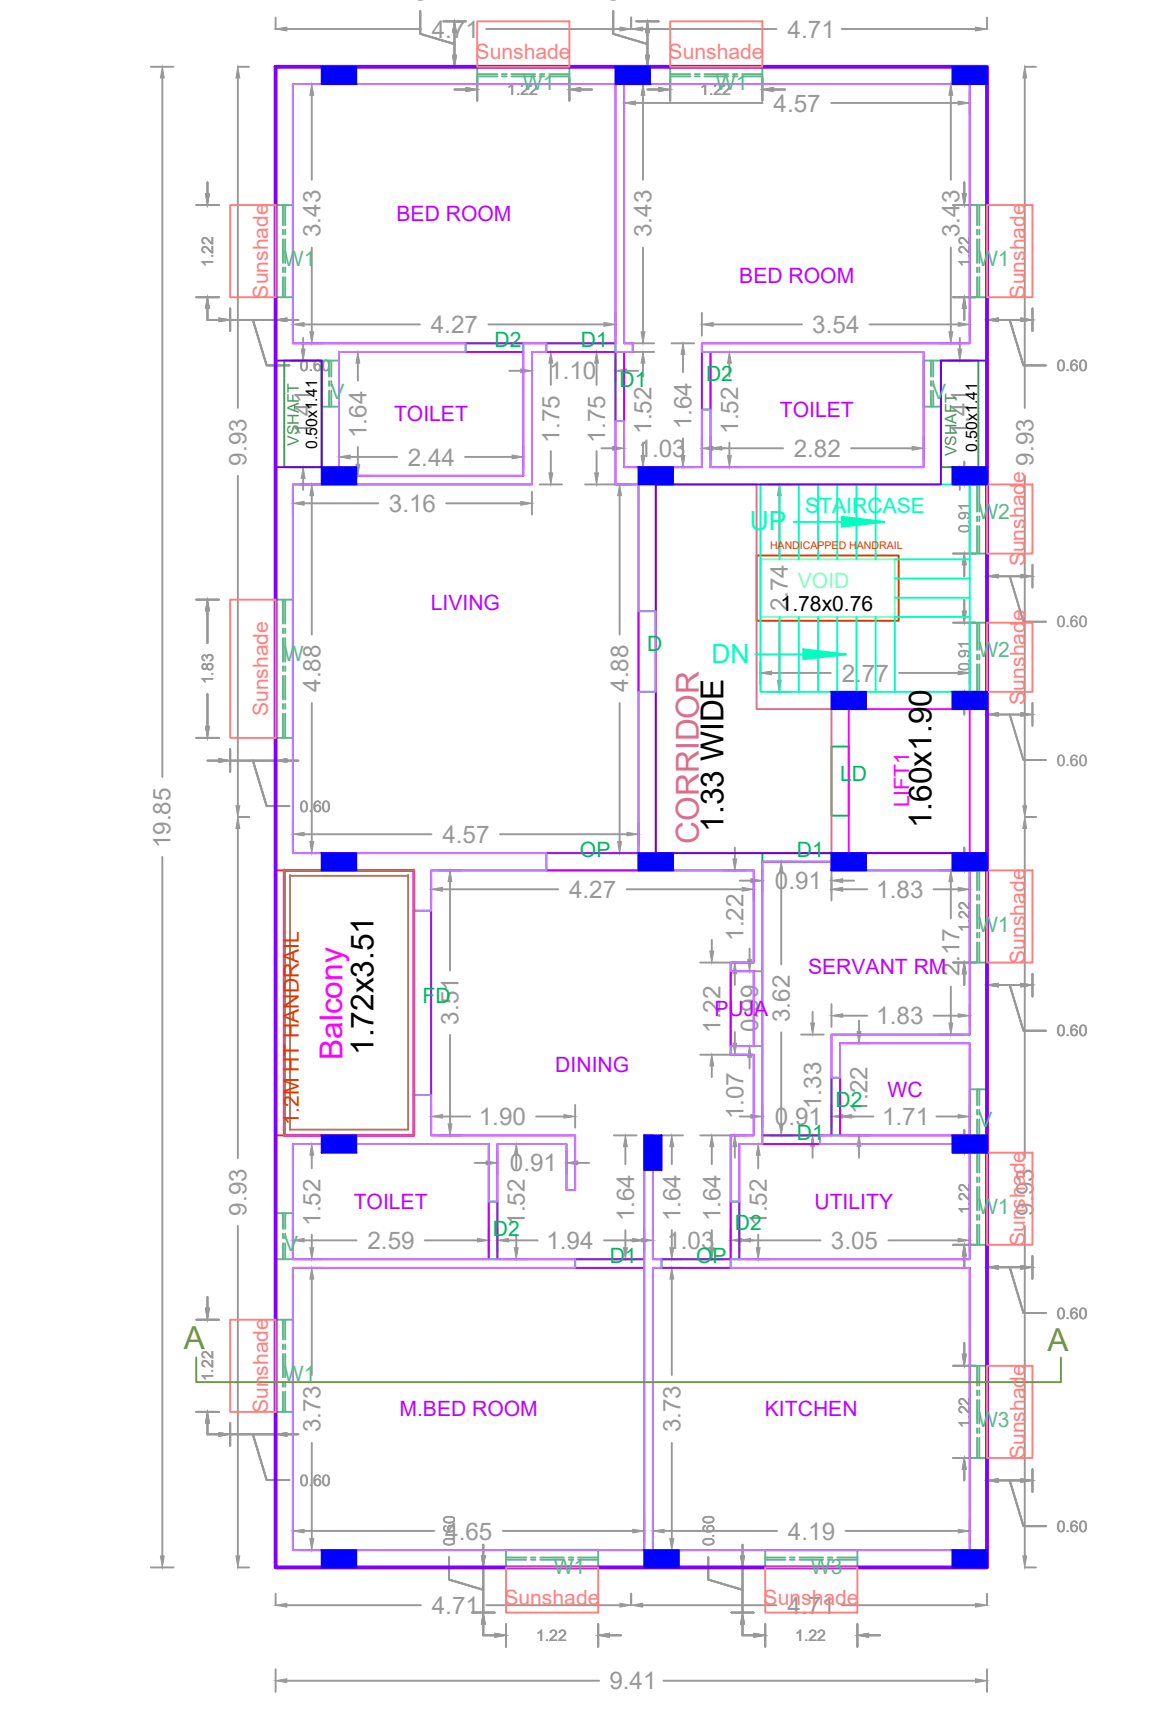 4.71
4.71
Sunshade
Sunshade
W1
W1
1.22
1.22
4.57
3.43
3.43
3.43
BED ROOM
BED ROOM
1.22
Sunshade
W1
1.22
W1
Sunshade
4.27
3.54
D2
D1
0.60
0.60
1.10
D1
D2
VSHAFT
0.50x1.41
V
1.64
TOILET
1.75
1.75
1.52
1.64
1.52
TOILET
V
VSHAFT
0.50x1.41
9.93
9.93
2.44
1.03
2.82
3.16
UP
STAIRCASE
0.91
W2
Sunshade
HANDICAPPED HANDRAIL
VOID
1.78x0.76
2.74
LIVING
0.60
D
DN
2.77
0.91
W2
Sunshade
1.83
Sunshade
W
4.88
4.88
CORRIDOR
1.33 WIDE
LIFT1
1.60x1.90
LD
0.60
0.60
19.85
4.57
OP
D1
4.27
0.91
1.83
1.22
1.22
W1
Sunshade
1.2M HT HANDRAIL
Balcony
1.72x3.51
FD
3.51
1.22
PUJA
0.99
3.62
SERVANT RM
2.17
1.83
0.60
DINING
1.07
1.33
1.22
WC
D2
1.90
0.91
1.71
D1
V
0.91
9.93
9.93
1.52
TOILET
1.52
1.64
1.64
1.64
1.52
UTILITY
1.22
W1
Sunshade
D2
D2
2.59
1.94
1.03
3.05
V
D1
OP
0.60
A
A
1.22
Sunshade
W1
3.73
M.BED ROOM
3.73
KITCHEN
1.22
W3
Sunshade
0.60
0.60
4.65
0.60
4.19
0.60
W1
W3
Sunshade
Sunshade
4.71
4.71
1.22
1.22
9.41